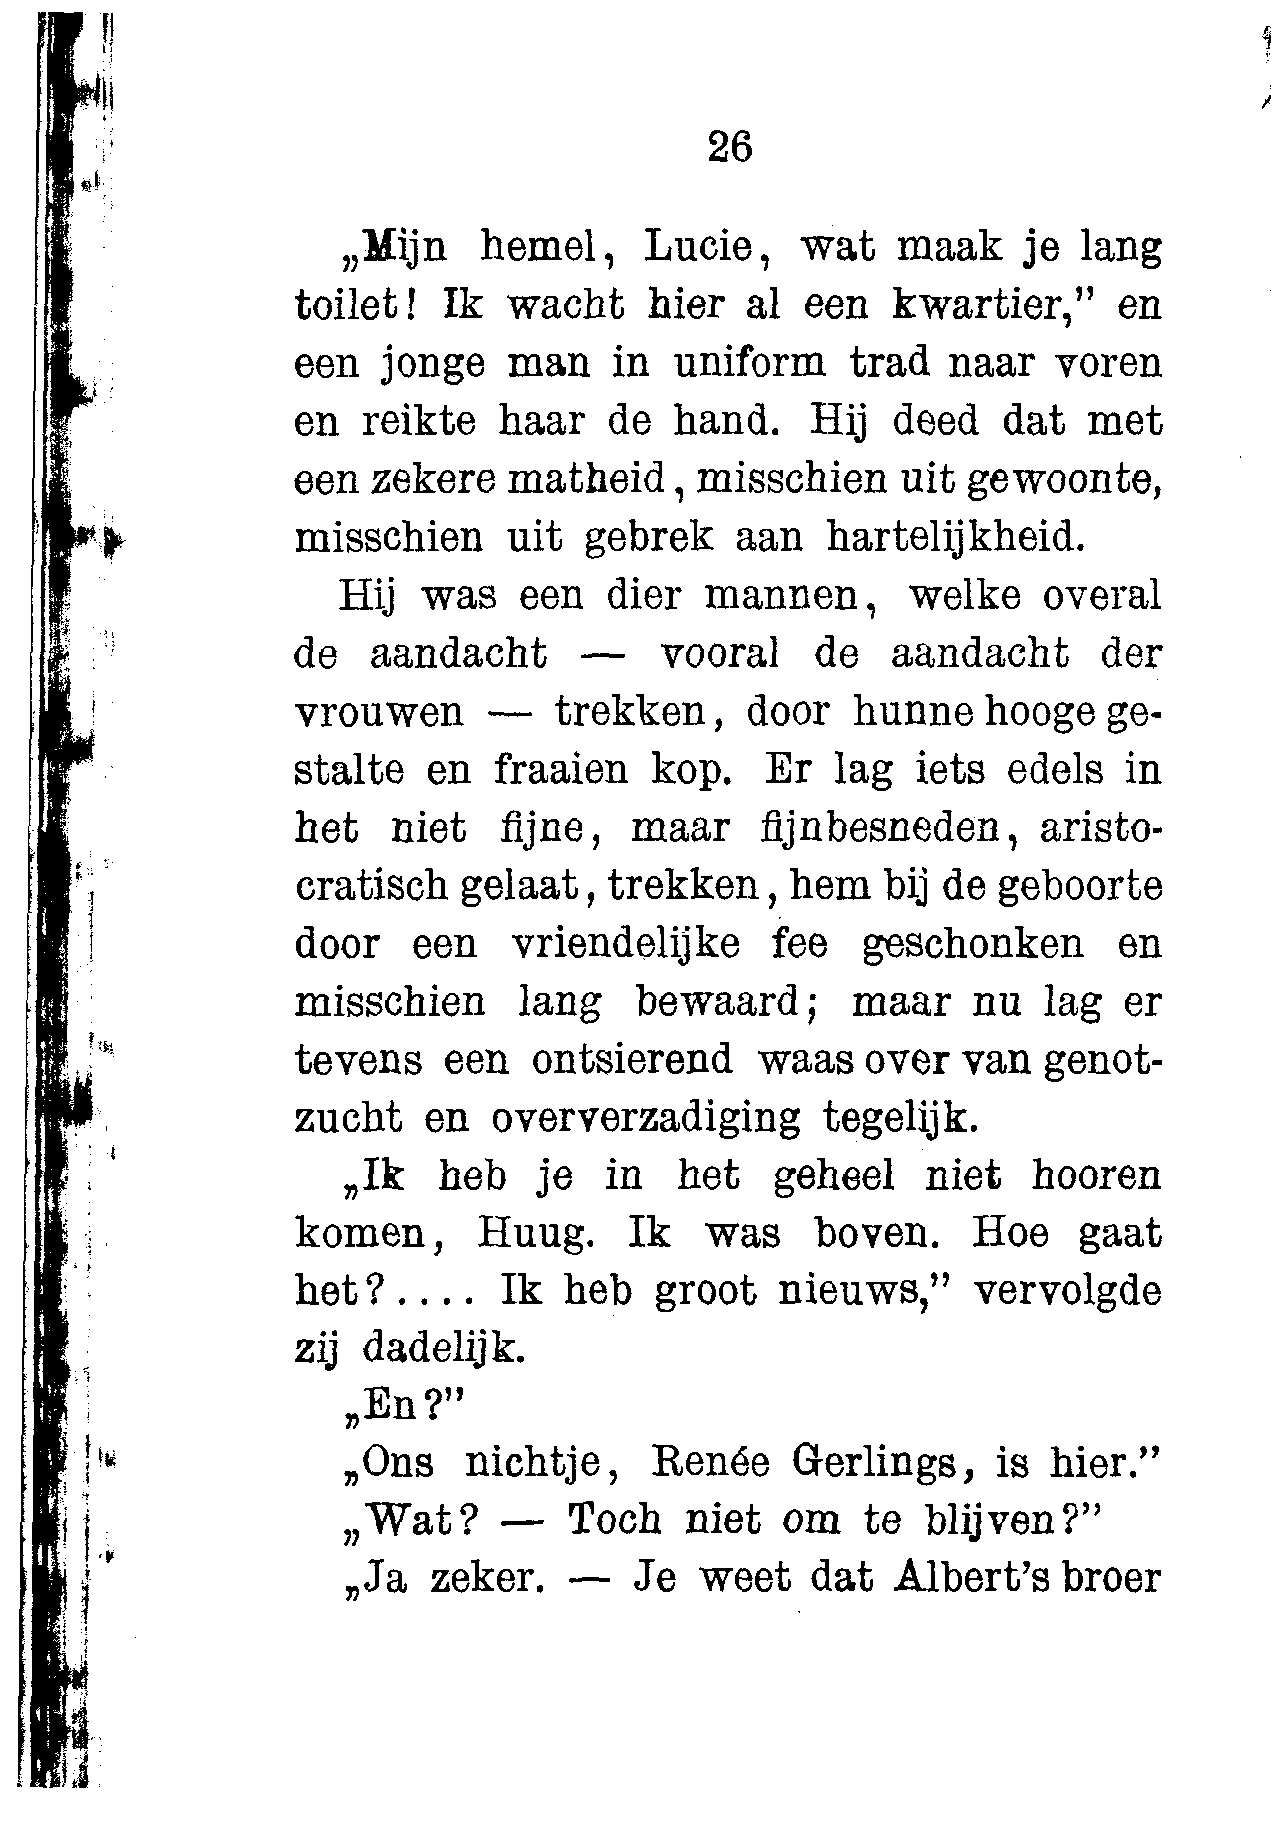 26
„Mijn hemel, Lucie, wat maak je lang
toilet! Ik wacht hier al een kwartier,” en
een jonge man in uniform trad naar voren
en reikte haar de hand. Hij deed dat met
een zekere matheid, misschien uit gewoonte,
misschien uit gebrek aan hartelijkheid.
Hij was een dier mannen, welke overal
de aandacht — vooral de aandacht der
vrouwen — trekken, door hunne hooge ge-
stalte en fraaien kop. Er lag iets edels in
het niet fijne, maar fijnbesneden, aristo-
cratisch gelaat, trekken, hem bij de geboorte
door een vriendelijke fee geschonken en
misschien lang bewaard; maar nu lag er
tevens een ontsierend waas over van genot-
zucht en oververzadiging tegelijk.
„Ik heb je in het geheel niet hooren
komen, Huug. Ik was boven. Hoe gaat
het?.... Ik heb groot nieuws,” vervolgde
zij dadelijk.
„En?”
„Ons nichtje, Renée Gerlings, is hier.”
„Wat? — Toch niet om te blijven?”
„Ja zeker. — Je weet dat Albert’s broer